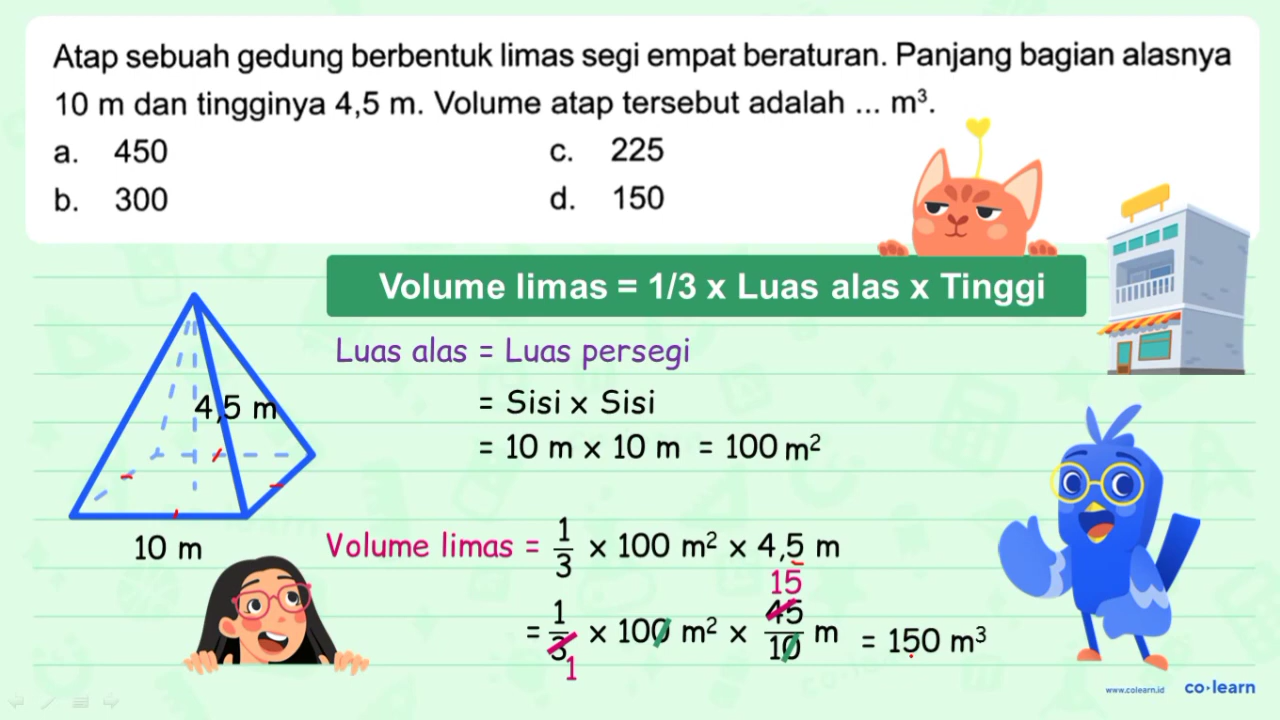 Atap sebuah gedung berbentuk limas segi empat beraturan. Panjang bagian alasnya
10 m dan tingginya 4,5 m. Volume atap tersebut adalah ... m³.
a. 450
c. 225
b. 300
d. 150
Volume limas = 1/3 x Luas alas x Tinggi
Luas alas = Luas persegi
= Sisi x Sisi
= 10 m x 10 m = 100 m²
4,5 m
10 m
Volume limas = 1/3 x 100 m² x 4,5 m
15
= 1/3 x 100 m² x 45/10 m = 150 m³
1
www.colearn.id
co·learn